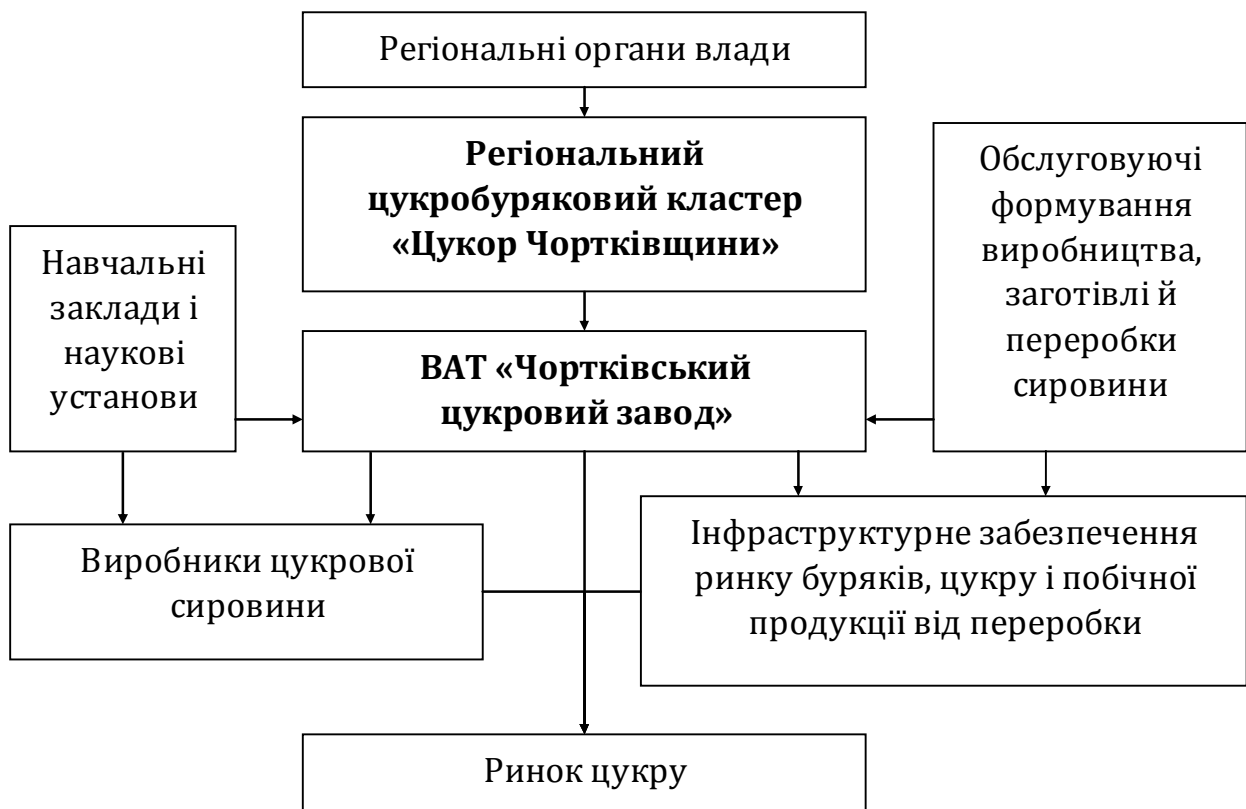 Регіональні органи влади
Регіональний
цукробуряковий кластер
«Цукор Чортківщини»
Обслуговуючі
формування
виробництва,
заготівлі й
переробки
сировини
Навчальні
заклади і
наукові
установи
ВАТ «Чортківський
цукровий завод»
Виробники цукрової
сировини
Інфраструктурне забезпечення
ринку буряків, цукру і побічної
продукції від переробки
Ринок цукру